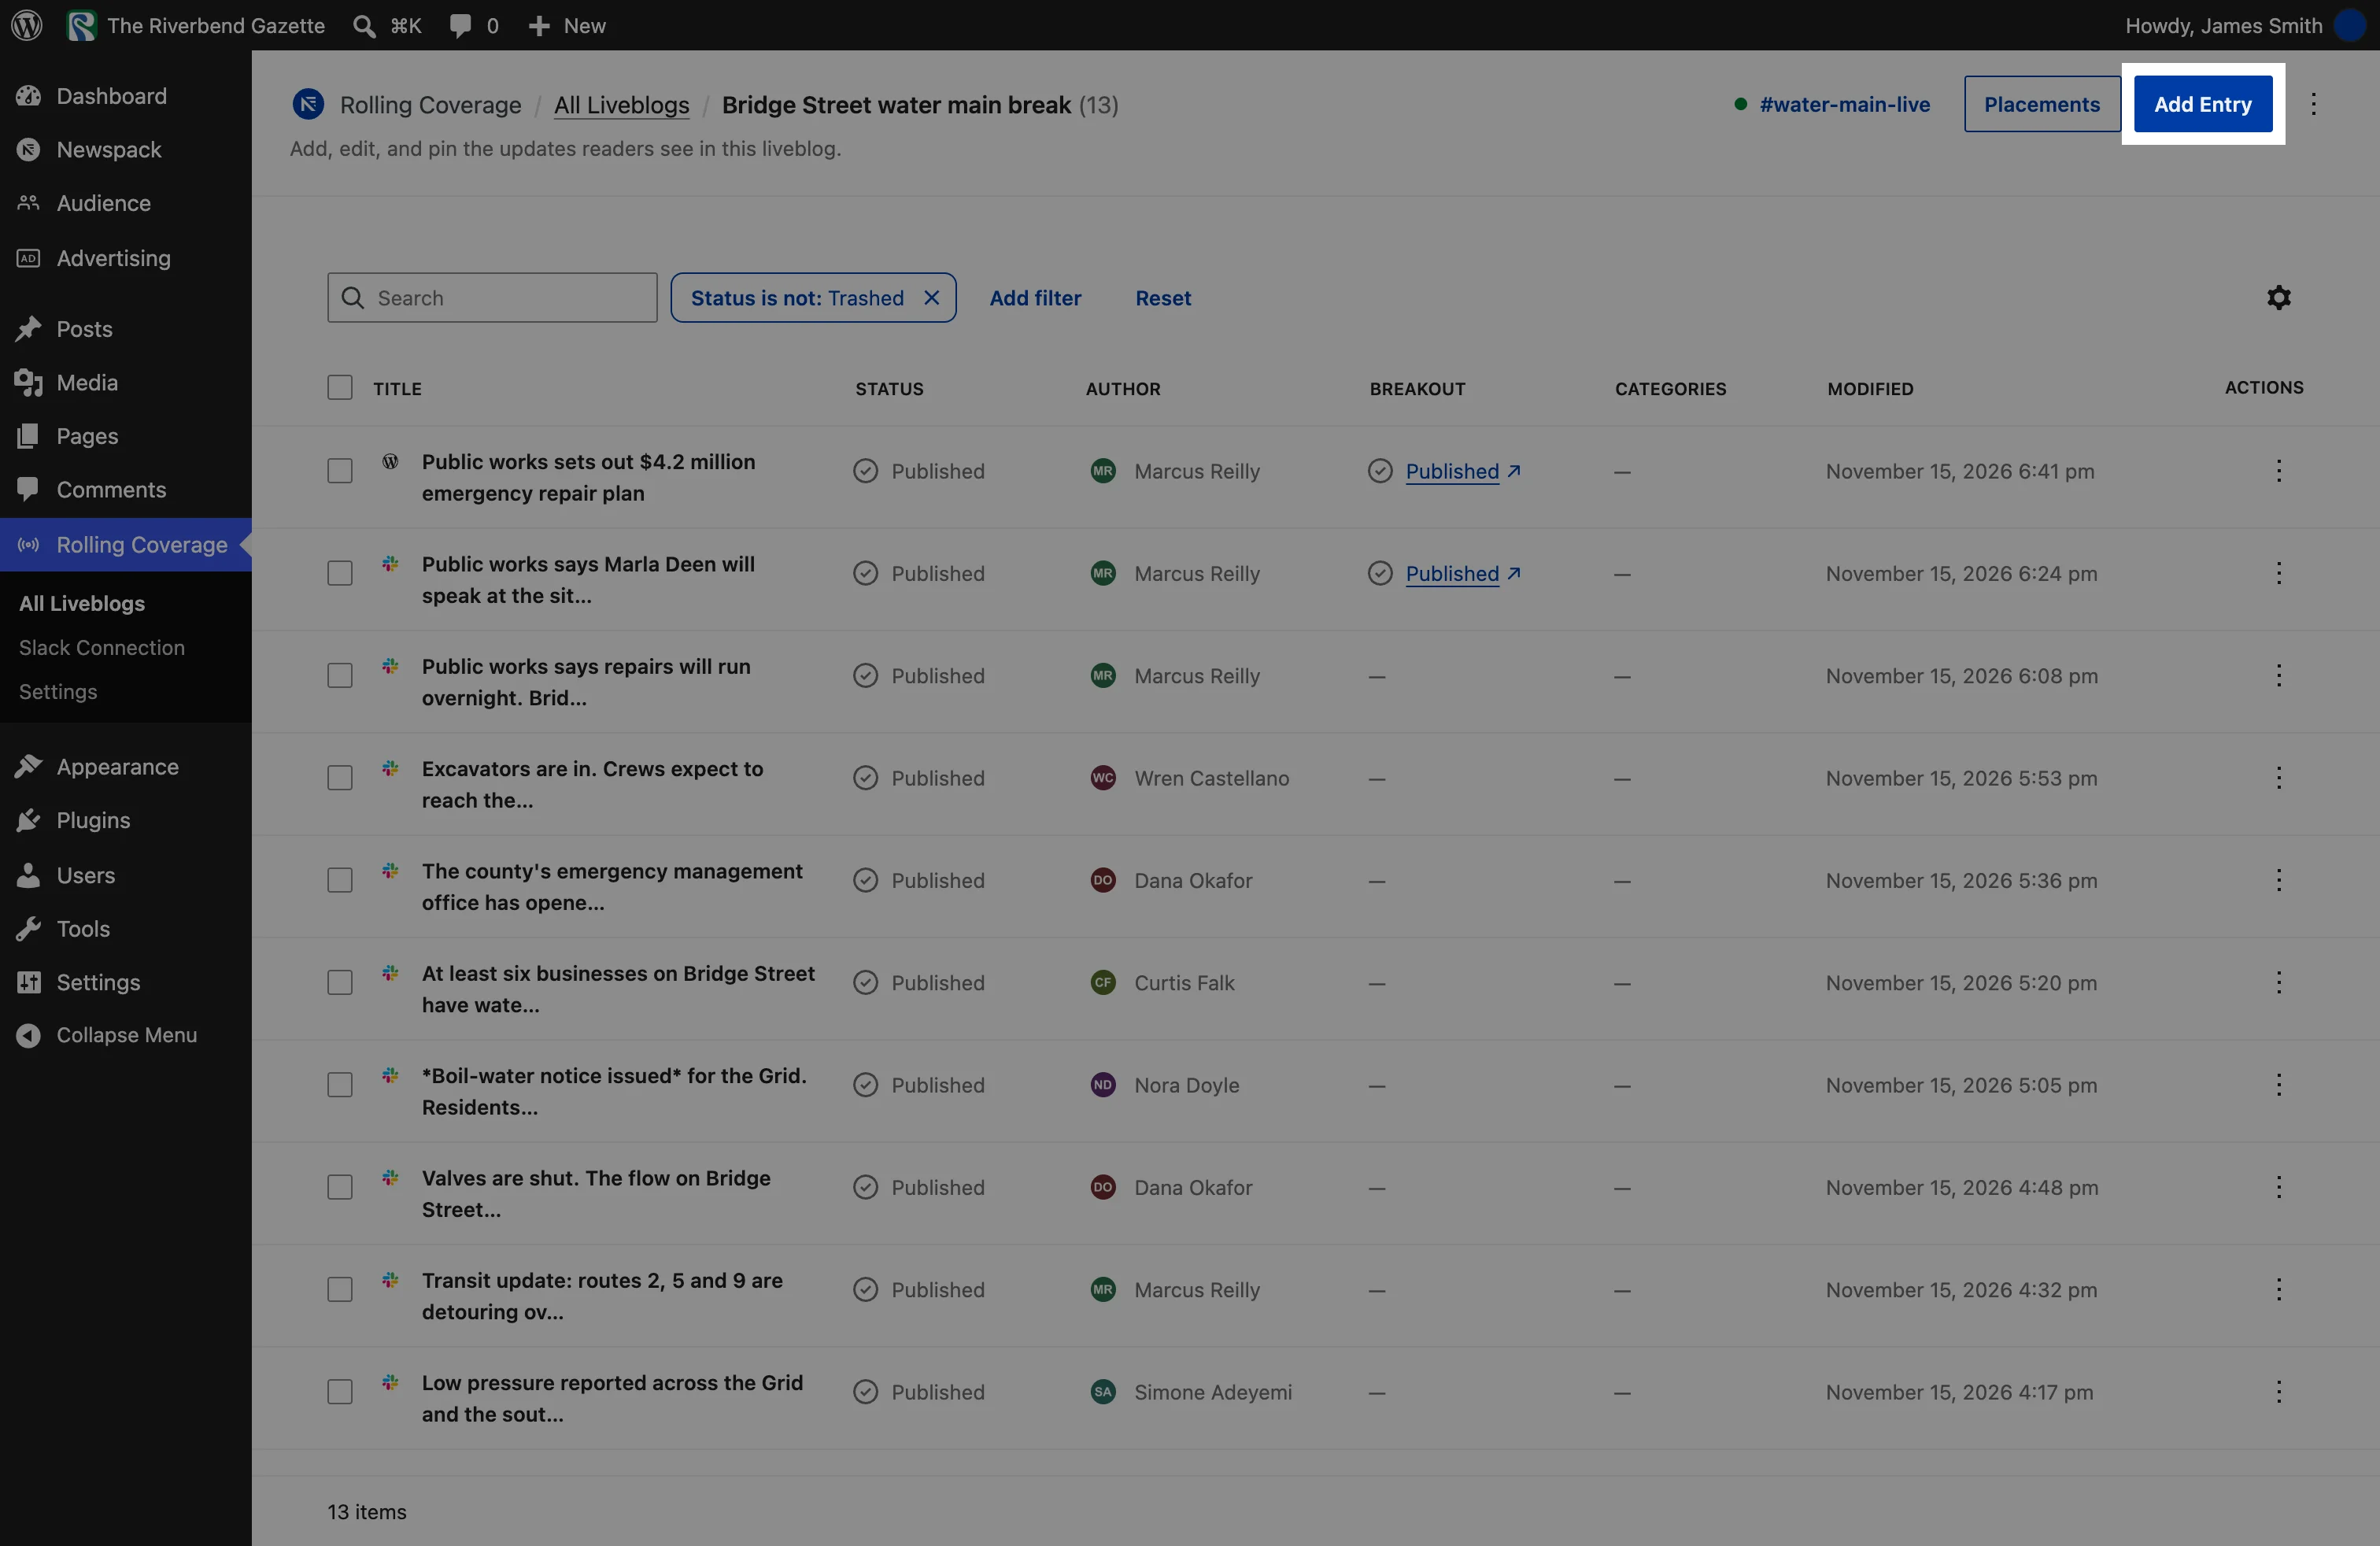 The Riverbend Gazette ⌘K 0 New Howdy, James Smith
Dashboard
Newspack
Audience
Advertising
Posts
Media
Pages
Comments
Rolling Coverage
All Liveblogs
Slack Connection
Settings
Appearance
Plugins
Users
Tools
Settings
Collapse Menu
Rolling Coverage / All Liveblogs / Bridge Street water main break (13)
#water-main-live Placements Add Entry
Add, edit, and pin the updates readers see in this liveblog.
Search Status is not: Trashed Add filter Reset
TITLE STATUS AUTHOR BREAKOUT CATEGORIES MODIFIED ACTIONS
Public works sets out $4.2 million
emergency repair plan
Published MR Marcus Reilly Published ↗ — November 15, 2026 6:41 pm
Public works says Marla Deen will
speak at the sit...
Published MR Marcus Reilly Published ↗ — November 15, 2026 6:24 pm
Public works says repairs will run
overnight. Brid...
Published MR Marcus Reilly — — November 15, 2026 6:08 pm
Excavators are in. Crews expect to
reach the...
Published WC Wren Castellano — — November 15, 2026 5:53 pm
The county's emergency management
office has opene...
Published DO Dana Okafor — — November 15, 2026 5:36 pm
At least six businesses on Bridge Street
have wate...
Published CF Curtis Falk — — November 15, 2026 5:20 pm
*Boil-water notice issued* for the Grid.
Residents...
Published ND Nora Doyle — — November 15, 2026 5:05 pm
Valves are shut. The flow on Bridge
Street...
Published DO Dana Okafor — — November 15, 2026 4:48 pm
Transit update: routes 2, 5 and 9 are
detouring ov...
Published MR Marcus Reilly — — November 15, 2026 4:32 pm
Low pressure reported across the Grid
and the sout...
Published SA Simone Adeyemi — — November 15, 2026 4:17 pm
13 items